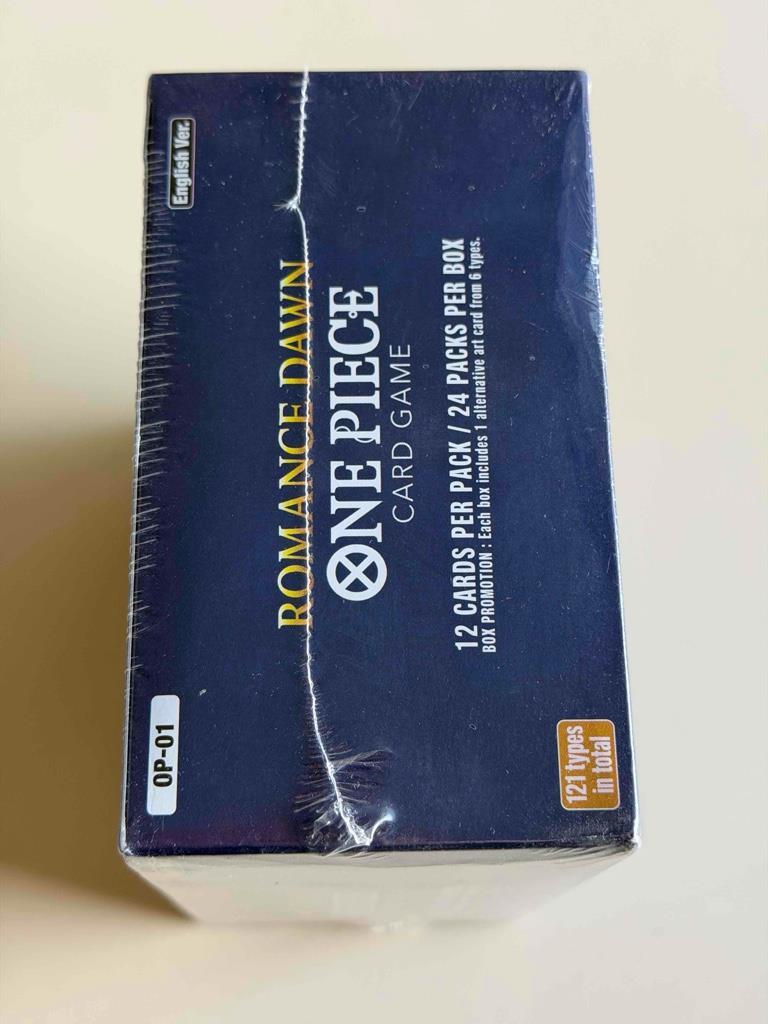 OP-01
English Ver.
ROMANCE DAWN
ONE PIECE
CARD GAME
12 CARDS PER PACK / 24 PACKS PER BOX
BOX PROMOTION : Each box includes 1 alternative art card from 6 types.
121 types
in total